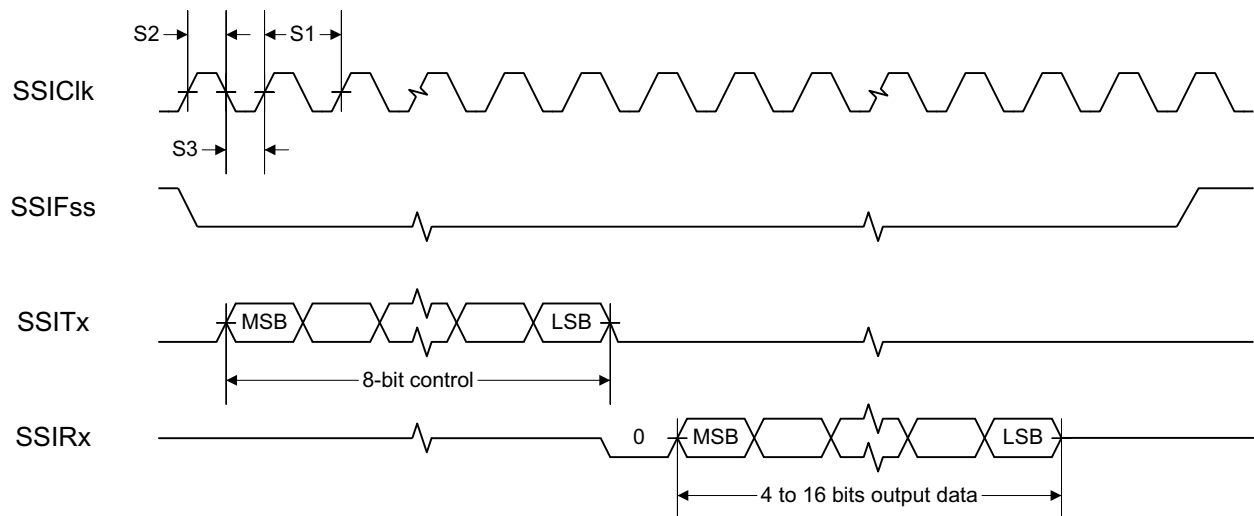 S2
S1
SSIClk
S3
SSIFss
SSITx
MSB
LSB
8-bit control
SSIRx
0
MSB
LSB
4 to 16 bits output data